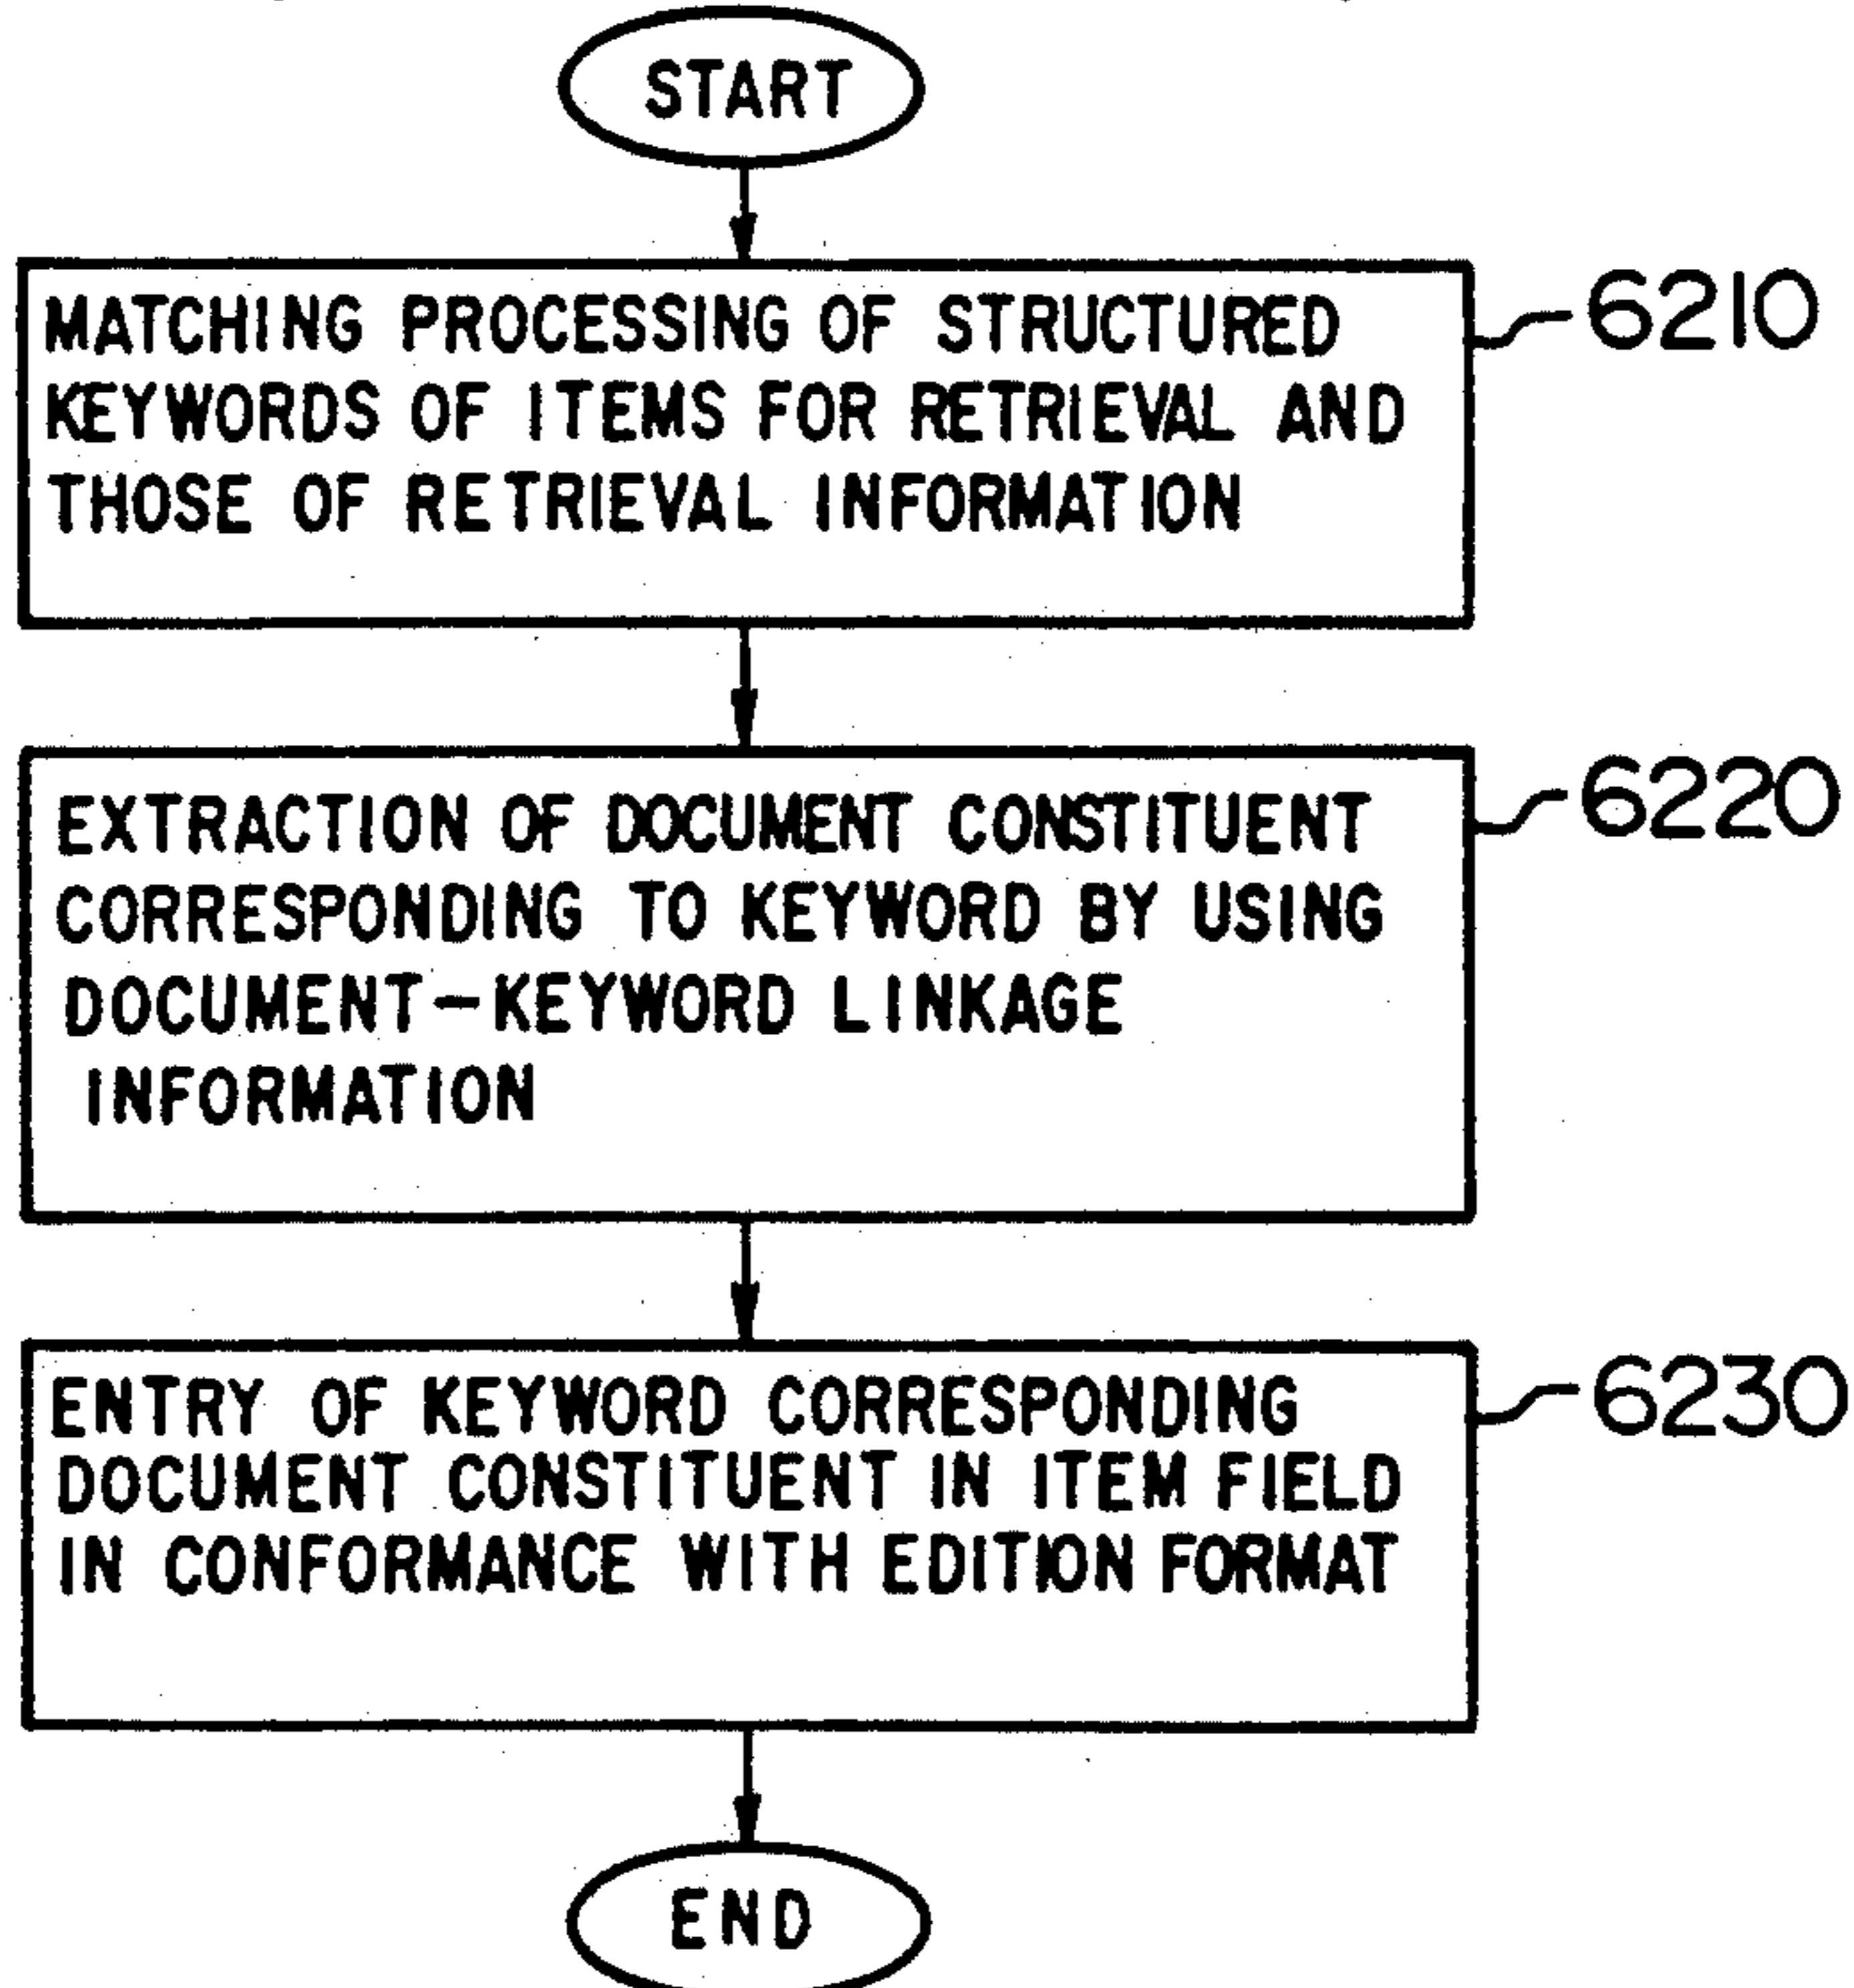 START
MATCHING PROCESSING OF STRUCTURED
KEYWORDS OF ITEMS FOR RETRIEVAL AND
THOSE OF RETRIEVAL INFORMATION
6210
EXTRACTION OF DOCUMENT CONSTITUENT
CORRESPONDING TO KEYWORD BY USING
DOCUMENT-KEYWORD LINKAGE
INFORMATION
6220
ENTRY OF KEYWORD CORRESPONDING
DOCUMENT CONSTITUENT IN ITEM FIELD
IN CONFORMANCE WITH EDITION FORMAT
6230
END